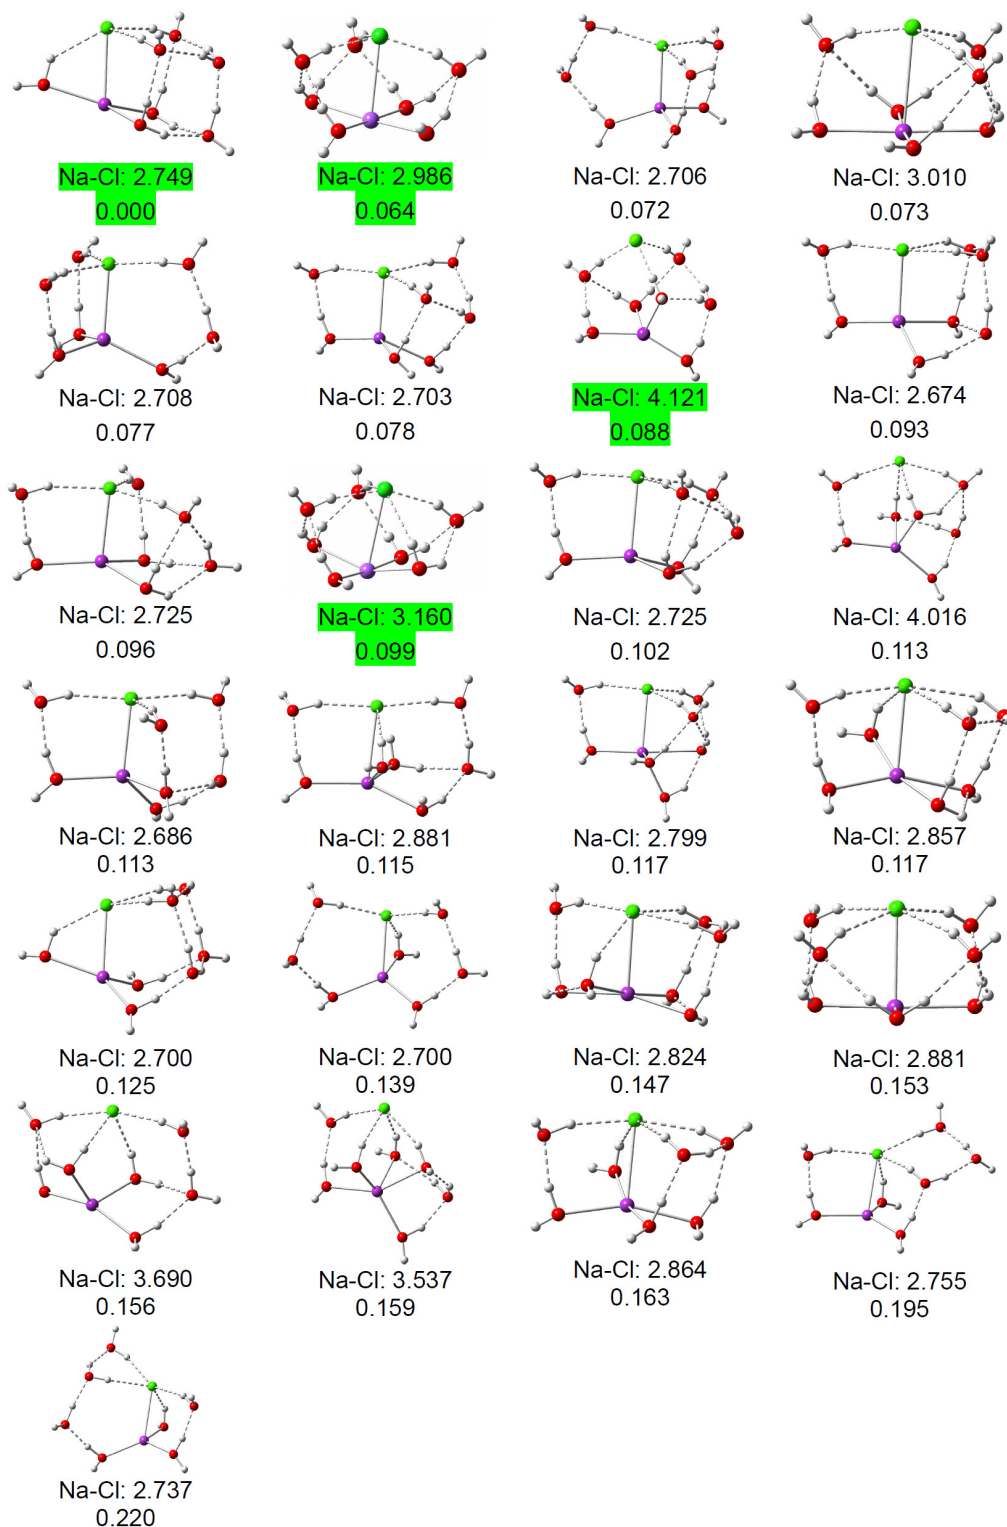 Na-Cl: 2.749
0.000
Na-Cl: 2.986
0.064
Na-Cl: 2.706
0.072
Na-Cl: 3.010
0.073
Na-Cl: 2.708
0.077
Na-Cl: 2.703
0.078
Na-Cl: 4.121
0.088
Na-Cl: 2.674
0.093
Na-Cl: 2.725
0.096
Na-Cl: 3.160
0.099
Na-Cl: 2.725
0.102
Na-Cl: 4.016
0.113
Na-Cl: 2.686
0.113
Na-Cl: 2.881
0.115
Na-Cl: 2.799
0.117
Na-Cl: 2.857
0.117
Na-Cl: 2.700
0.125
Na-Cl: 2.700
0.139
Na-Cl: 2.824
0.147
Na-Cl: 2.881
0.153
Na-Cl: 3.690
0.156
Na-Cl: 3.537
0.159
Na-Cl: 2.864
0.163
Na-Cl: 2.755
0.195
Na-Cl: 2.737
0.220